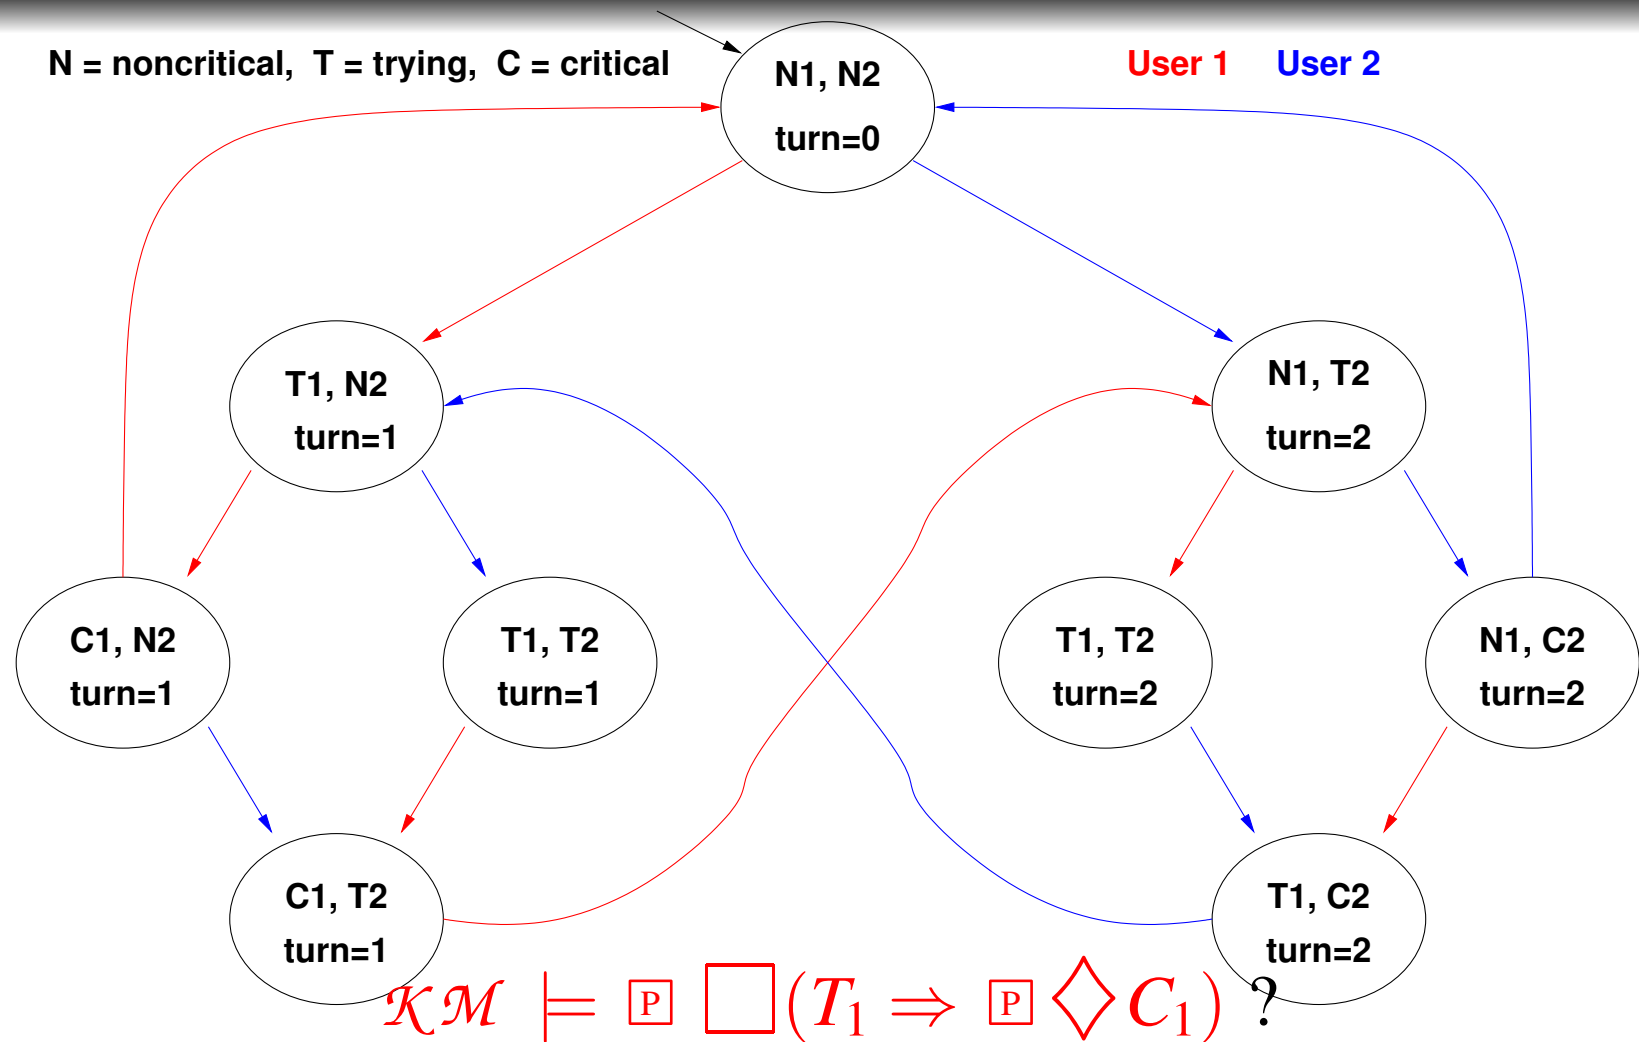 N = noncritical, T = trying, C = critical
User 1 User 2
N1, N2
turn=0
T1, N2
turn=1
N1, T2
turn=2
C1, N2
turn=1
T1, T2
turn=1
T1, T2
turn=2
N1, C2
turn=2
C1, T2
turn=1
T1, C2
turn=2
𝒦ℳ ⊨ 🄿 □(T₁ ⇒ 🄿 ◇C₁) ?